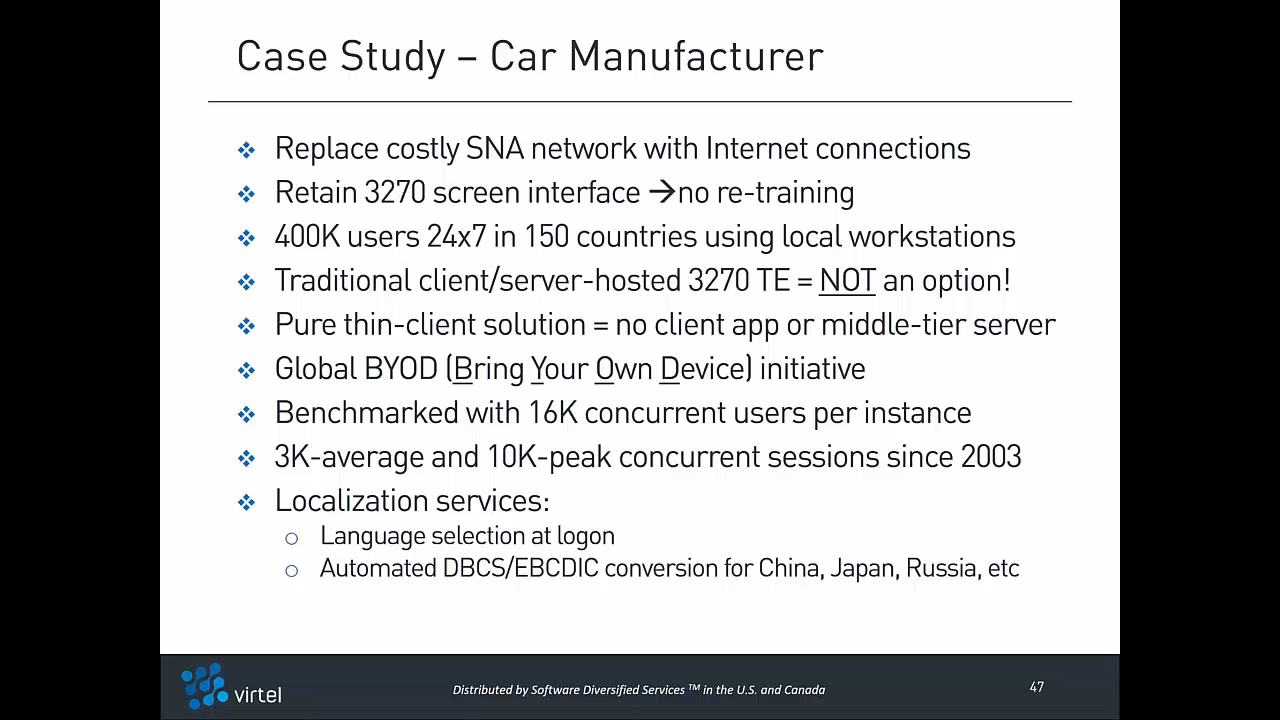 Case Study – Car Manufacturer
❖ Replace costly SNA network with Internet connections
❖ Retain 3270 screen interface →no re-training
❖ 400K users 24x7 in 150 countries using local workstations
❖ Traditional client/server-hosted 3270 TE = NOT an option!
❖ Pure thin-client solution = no client app or middle-tier server
❖ Global BYOD (Bring Your Own Device) initiative
❖ Benchmarked with 16K concurrent users per instance
❖ 3K-average and 10K-peak concurrent sessions since 2003
❖ Localization services:
○ Language selection at logon
○ Automated DBCS/EBCDIC conversion for China, Japan, Russia, etc
virtel
Distributed by Software Diversified Services ™ in the U.S. and Canada
47